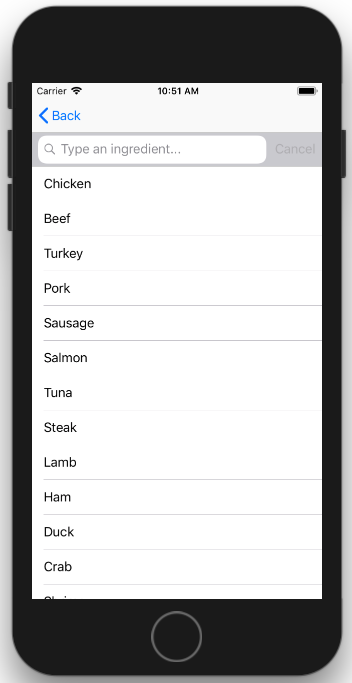 Carrier 10:51 AM
Back
Type an ingredient... Cancel
Chicken
Beef
Turkey
Pork
Sausage
Salmon
Tuna
Steak
Lamb
Ham
Duck
Crab